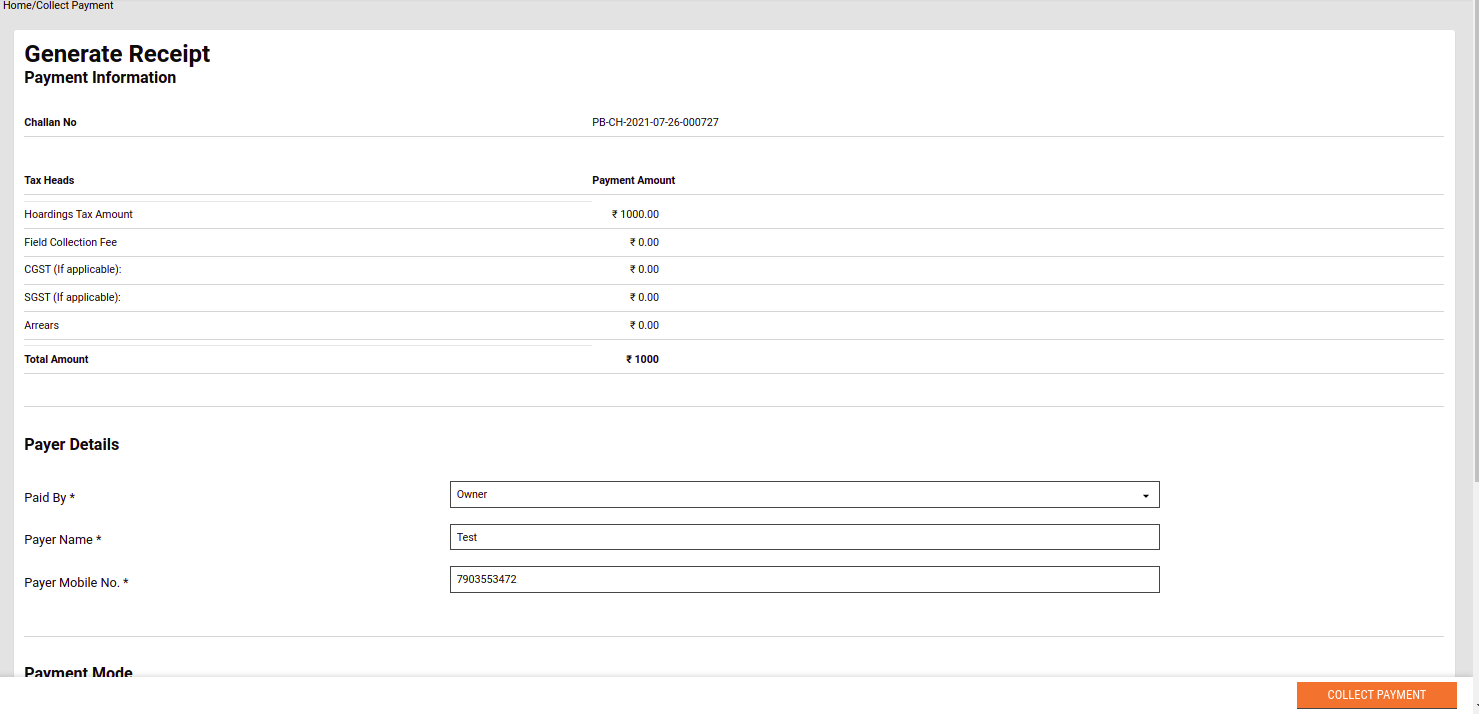 Home/Collect Payment
Generate Receipt
Payment Information
Challan No PB-CH-2021-07-26-000727
Tax Heads Payment Amount
Hoardings Tax Amount ₹ 1000.00
Field Collection Fee ₹ 0.00
CGST (If applicable): ₹ 0.00
SGST (If applicable): ₹ 0.00
Arrears ₹ 0.00
Total Amount ₹ 1000
Payer Details
Paid By * Owner
Payer Name * Test
Payer Mobile No. * 7903553472
Payment Mode
COLLECT PAYMENT